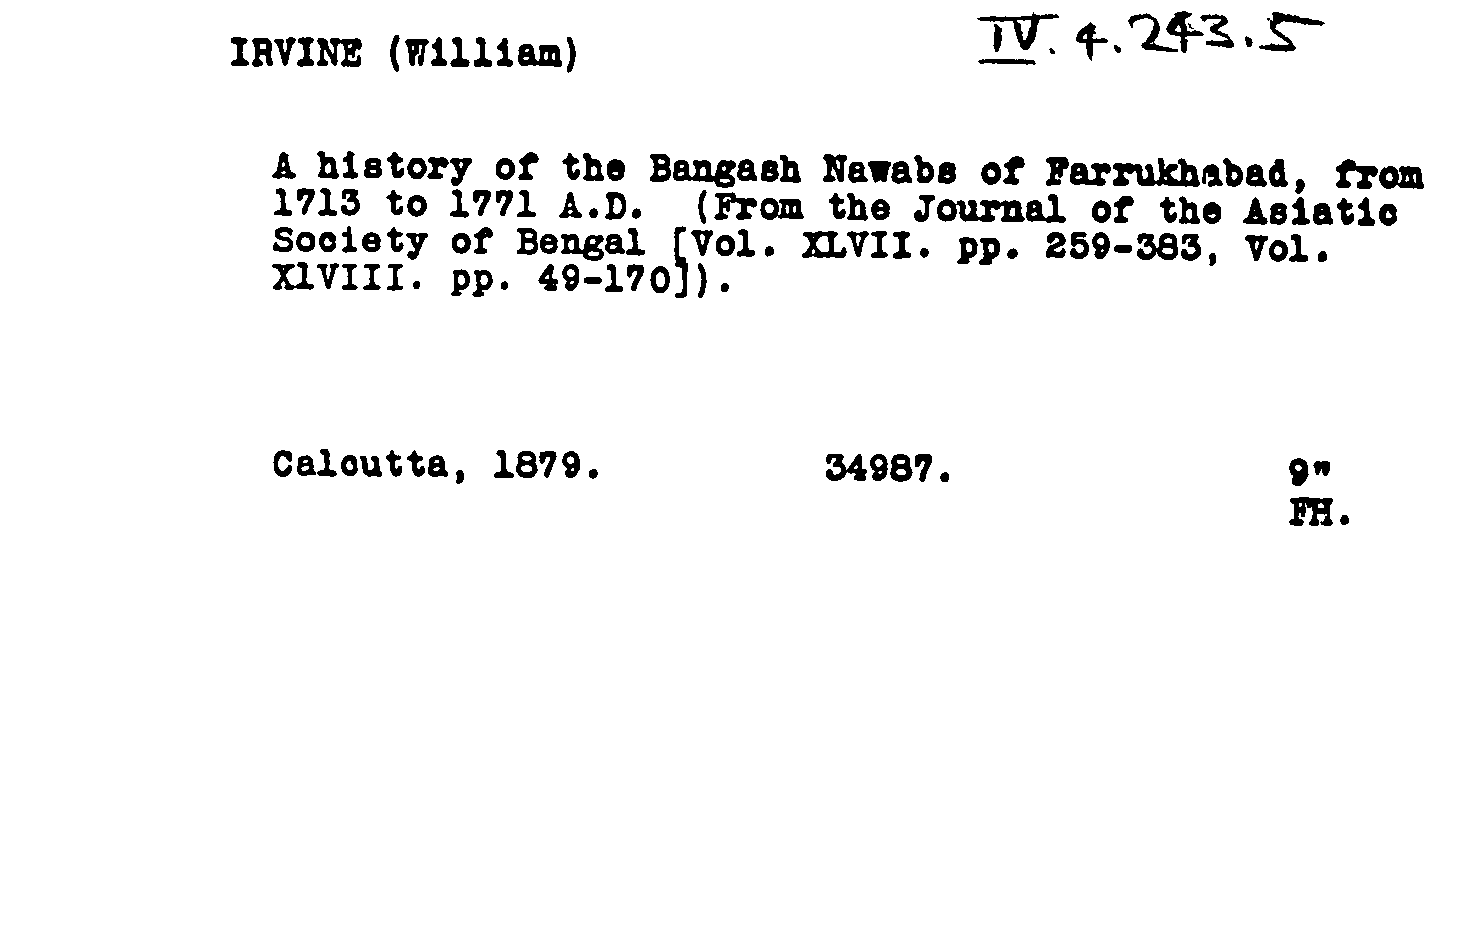 IRVINE (William)
IV. 4. 243.5
A history of the Bangash Nawabs of Farrukhabad, from
1713 to 1771 A.D. (From the Journal of the Asiatic
Society of Bengal [Vol. XLVII. pp. 259-383, Vol.
XlVIII. pp. 49-170]).
Calcutta, 1879. 34987. 9"
FH.